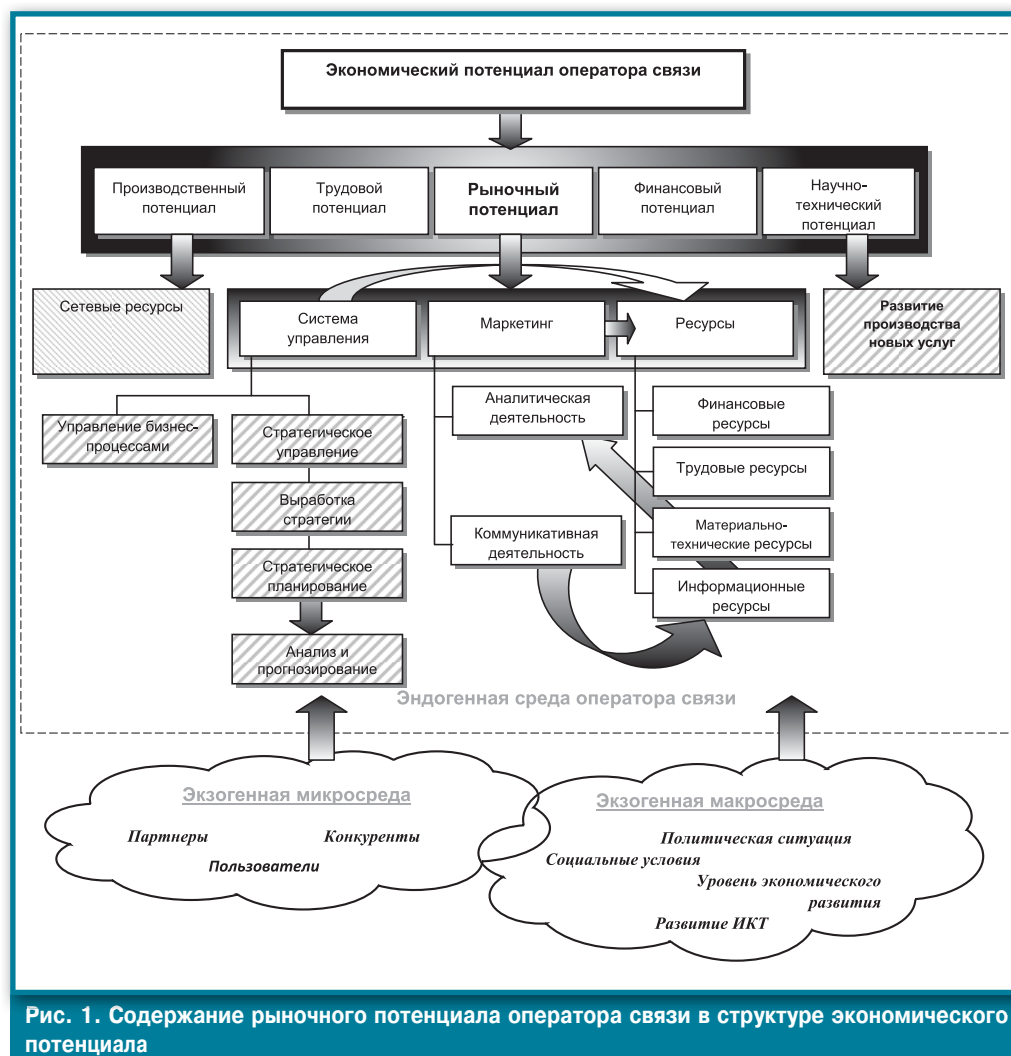 Экономический потенциал оператора связи
Производственный
потенциал
Трудовой
потенциал
Рыночный
потенциал
Финансовый
потенциал
Научно-
технический
потенциал
Сетевые ресурсы
Система
управления
Маркетинг
Ресурсы
Развитие
производства
новых услуг
Управление бизнес-
процессами
Стратегическое
управление
Выработка
стратегии
Стратегическое
планирование
Анализ и
прогнозирование
Аналитическая
деятельность
Коммуникативная
деятельность
Финансовые
ресурсы
Трудовые ресурсы
Материально-
технические ресурсы
Информационные
ресурсы
Эндогенная среда оператора связи
Экзогенная микросреда
Партнеры
Конкуренты
Пользователи
Экзогенная макросреда
Политическая ситуация
Социальные условия
Уровень экономического
развития
Развитие ИКТ
Рис. 1. Содержание рыночного потенциала оператора связи в структуре экономического
потенциала